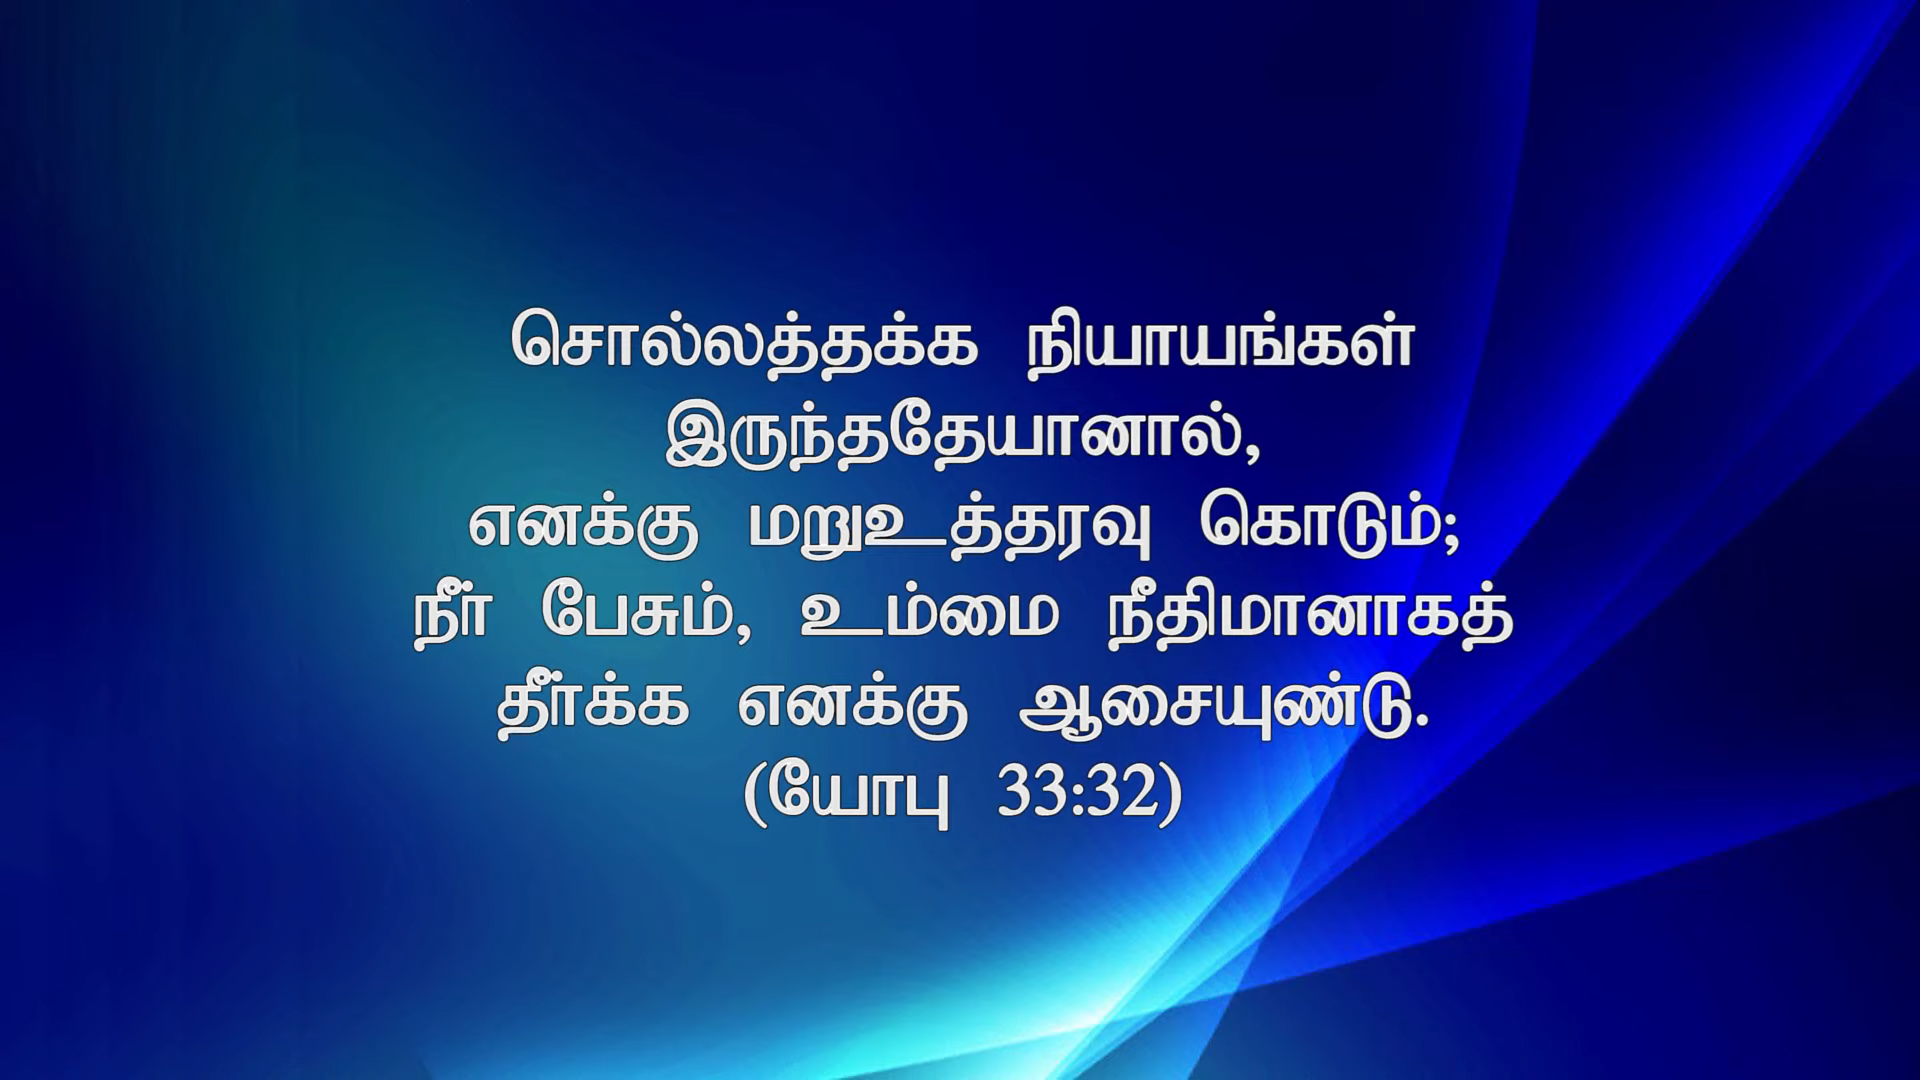 சொல்லத்தக்க நியாயங்கள்
இருந்ததேயானால்,
எனக்கு மறுஉத்தரவு கொடும்;
நீர் பேசும், உம்மை நீதிமானாகத்
தீர்க்க எனக்கு ஆசையுண்டு.
(யோபு 33:32)